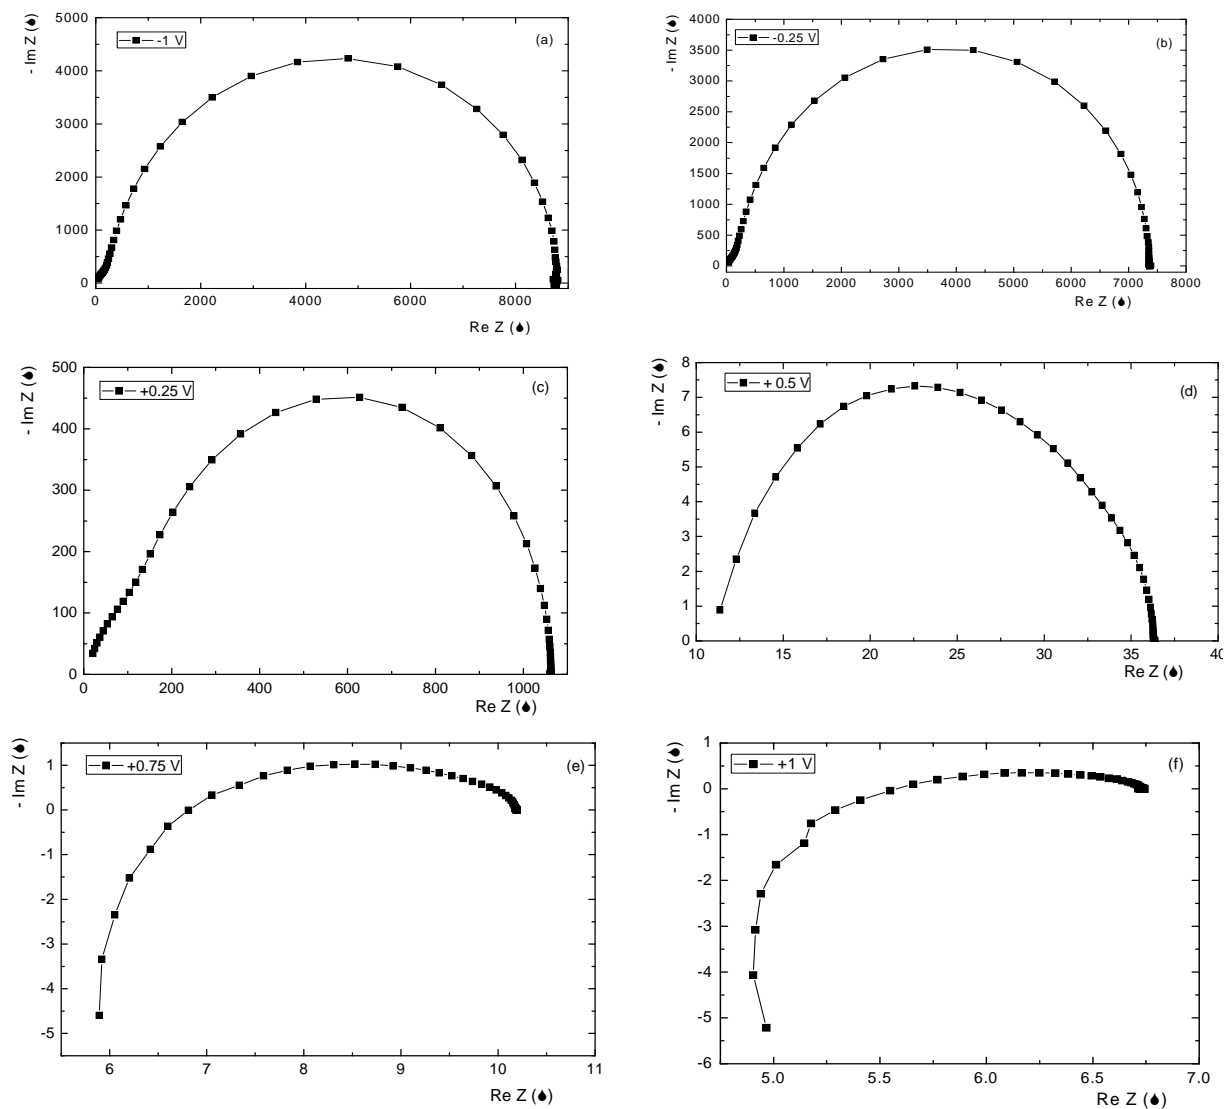 - Im Z (🌢)
-1 V
(a)
5000
4000
3000
2000
1000
0
0 2000 4000 6000 8000
Re Z (🌢)
- Im Z (🌢)
-0.25 V
(b)
4000
3500
3000
2500
2000
1500
1000
500
0
0 1000 2000 3000 4000 5000 6000 7000 8000
Re Z (🌢)
- Im Z (🌢)
+0.25 V
(c)
500
400
300
200
100
0
0 200 400 600 800 1000
Re Z (🌢)
- Im Z (🌢)
+ 0.5 V
(d)
8
7
6
5
4
3
2
1
0
10 15 20 25 30 35 40
Re Z (🌢)
- Im Z (🌢)
+0.75 V
(e)
1
0
-1
-2
-3
-4
-5
6 7 8 9 10 11
Re Z (🌢)
- Im Z (🌢)
+1 V
(f)
1
0
-1
-2
-3
-4
-5
-6
5.0 5.5 6.0 6.5 7.0
Re Z (🌢)